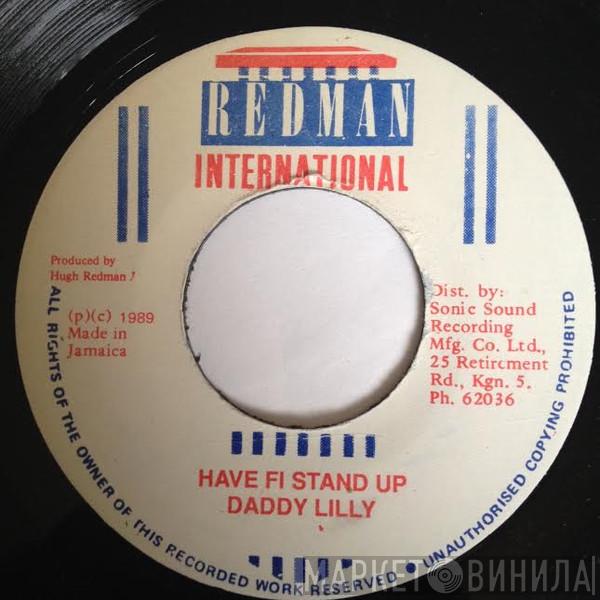 REDMAN
INTERNATIONAL
Produced by
Hugh Redman J
(p)(c) 1989
Made in
Jamaica
Dist. by:
Sonic Sound
Recording
Mfg. Co. Ltd.,
25 Retirement
Rd., Kgn. 5.
Ph. 62036
HAVE FI STAND UP
DADDY LILLY
ALL RIGHTS OF THE OWNER OF THIS RECORDED WORK RESERVED • UNAUTHORISED COPYING PROHIBITED
МАРКЕТ ВИНИЛА